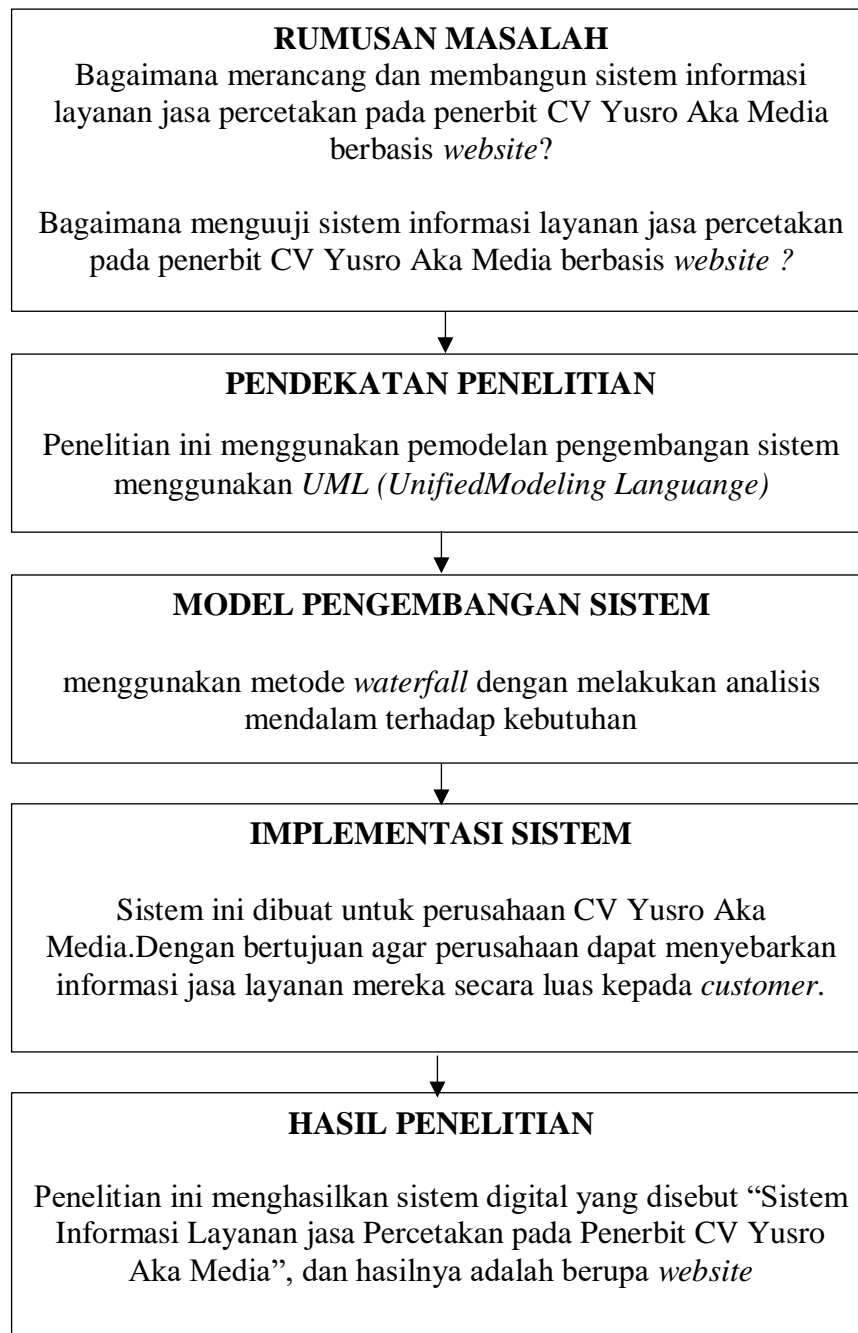 RUMUSAN MASALAH
Bagaimana merancang dan membangun sistem informasi
layanan jasa percetakan pada penerbit CV Yusro Aka Media
berbasis website?
Bagaimana menguuji sistem informasi layanan jasa percetakan
pada penerbit CV Yusro Aka Media berbasis website ?
PENDEKATAN PENELITIAN
Penelitian ini menggunakan pemodelan pengembangan sistem
menggunakan UML (UnifiedModeling Languange)
MODEL PENGEMBANGAN SISTEM
menggunakan metode waterfall dengan melakukan analisis
mendalam terhadap kebutuhan
IMPLEMENTASI SISTEM
Sistem ini dibuat untuk perusahaan CV Yusro Aka
Media.Dengan bertujuan agar perusahaan dapat menyebarkan
informasi jasa layanan mereka secara luas kepada customer.
HASIL PENELITIAN
Penelitian ini menghasilkan sistem digital yang disebut “Sistem
Informasi Layanan jasa Percetakan pada Penerbit CV Yusro
Aka Media”, dan hasilnya adalah berupa website